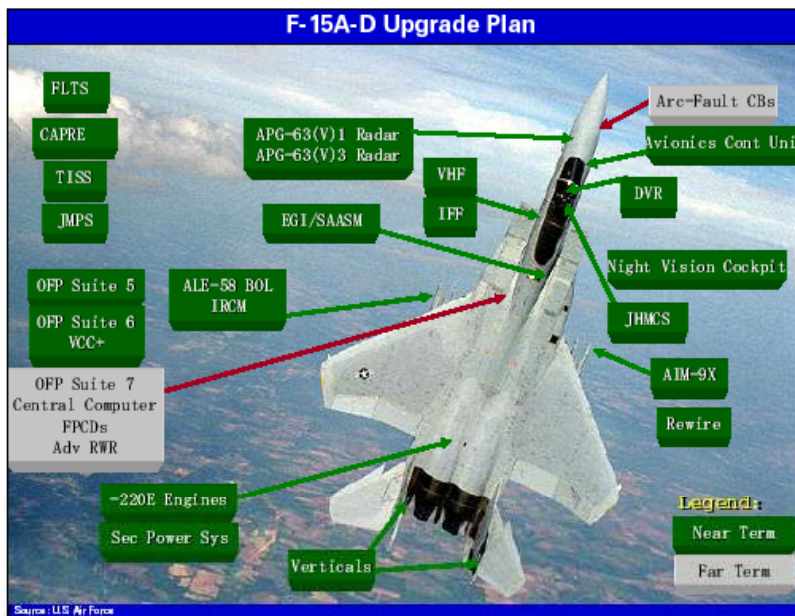 F-15A-D Upgrade Plan
FLTS
CAPRE
TISS
JMPS
APG-63(V)1 Radar
APG-63(V)3 Radar
VHF
IFF
EGI/SAASM
Arc-Fault CBs
Avionics Cont Uni
DVR
Night Vision Cockpit
JHMCS
OFP Suite 5
OFP Suite 6
VCC+
ALE-58 BOL
IRCM
OFP Suite 7
Central Computer
FPCDs
Adv RWR
AIM-9X
Rewire
-220E Engines
Sec Power Sys
Verticals
Legend:
Near Term
Far Term
Source: U.S. Air Force